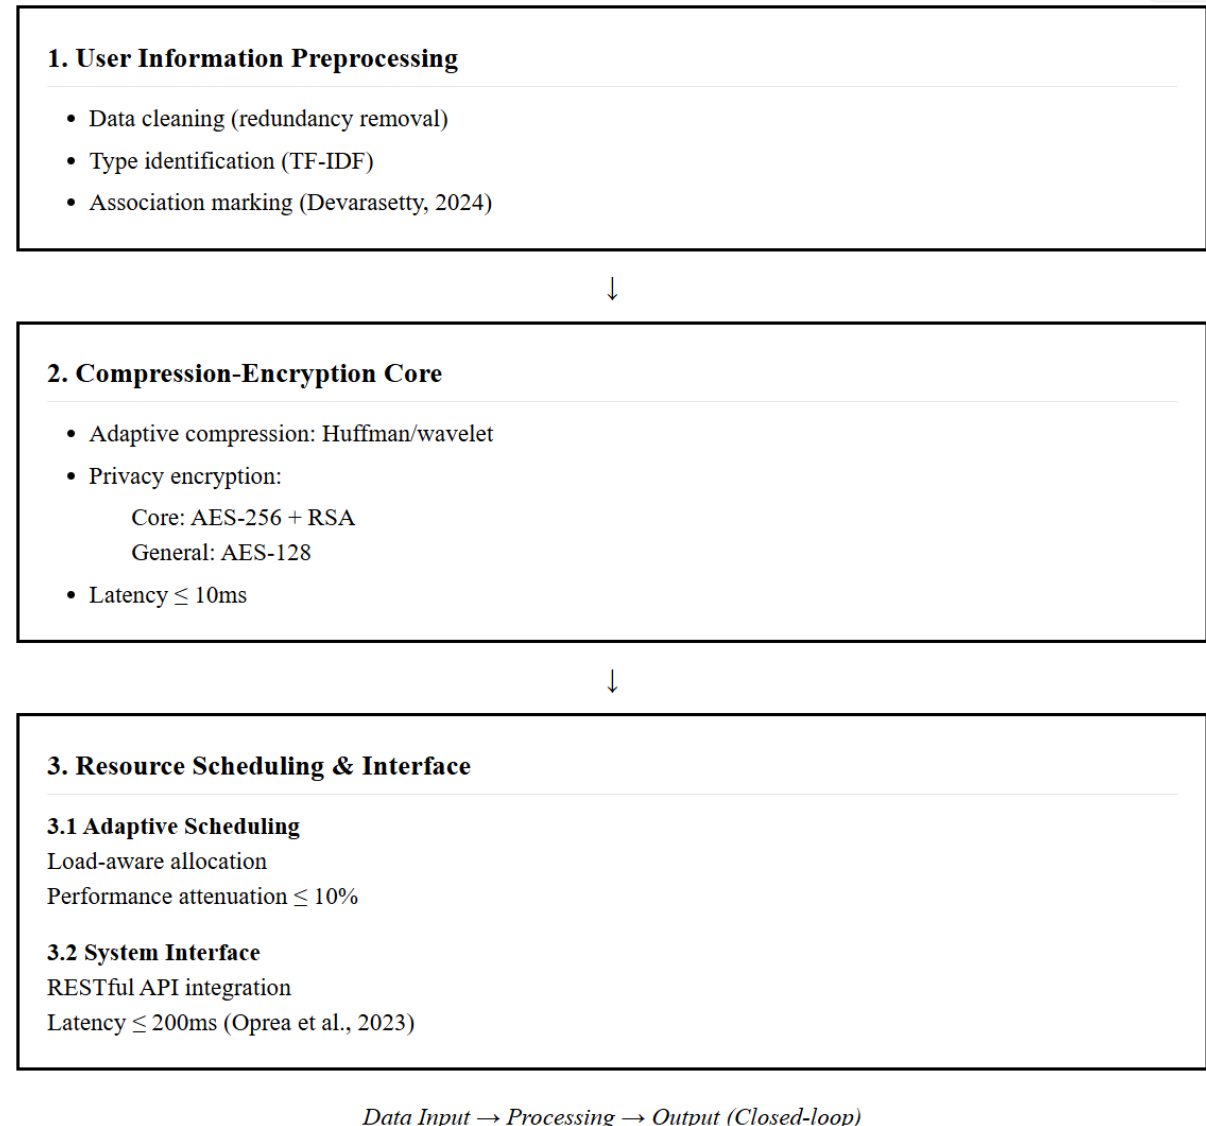 1. User Information Preprocessing
• Data cleaning (redundancy removal)
• Type identification (TF-IDF)
• Association marking (Devarasetty, 2024)
↓
2. Compression-Encryption Core
• Adaptive compression: Huffman/wavelet
• Privacy encryption:
Core: AES-256 + RSA
General: AES-128
• Latency ≤ 10ms
↓
3. Resource Scheduling & Interface
3.1 Adaptive Scheduling
Load-aware allocation
Performance attenuation ≤ 10%
3.2 System Interface
RESTful API integration
Latency ≤ 200ms (Oprea et al., 2023)
Data Input → Processing → Output (Closed-loop)